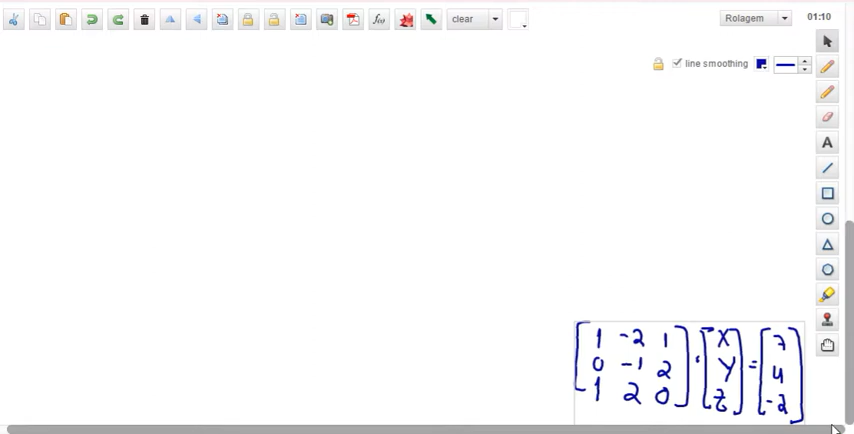 clear Rolagem 01:10
line smoothing
A
1 -2 1 X 7
0 -1 2 · Y = 4
-1 2 0 Z -2